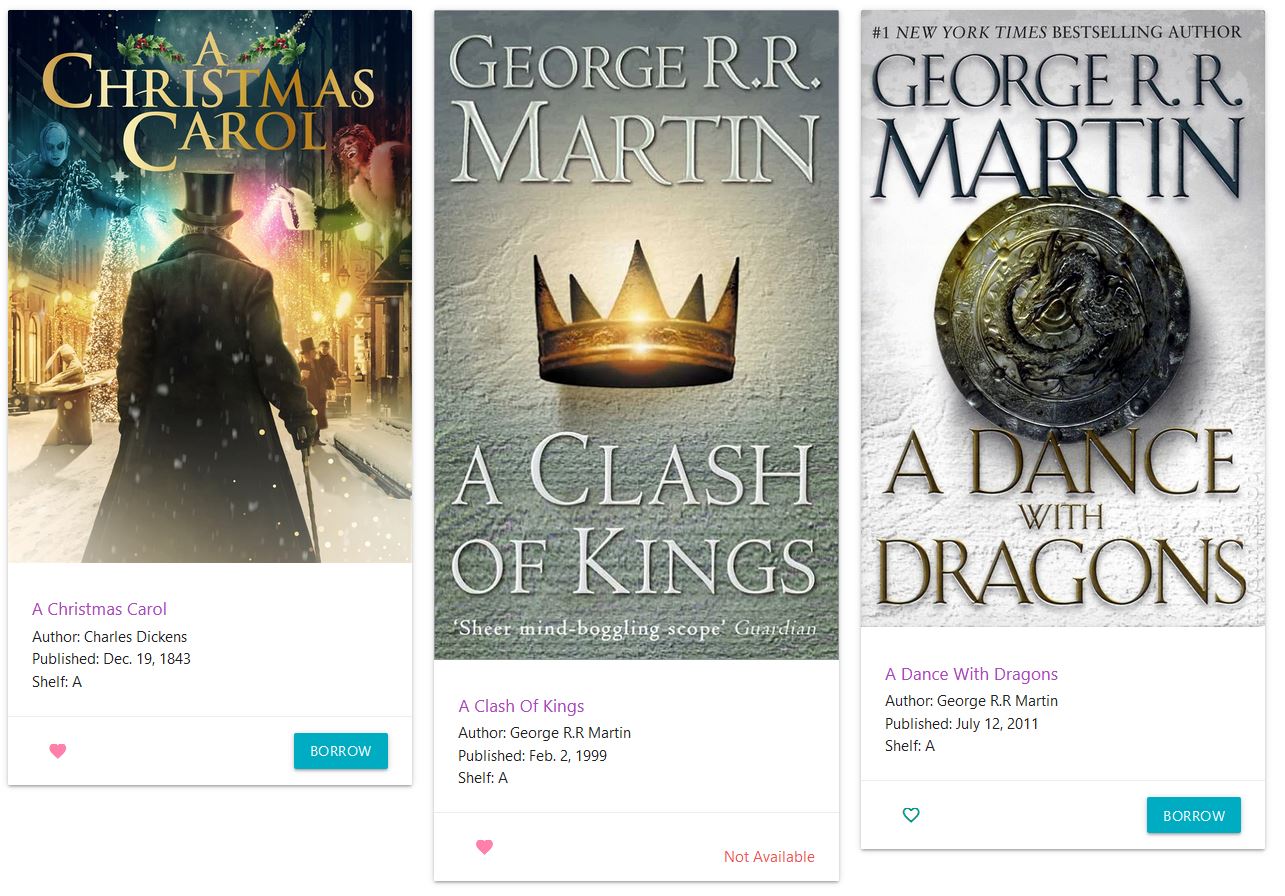 A
CHRISTMAS
CAROL
A Christmas Carol
Author: Charles Dickens
Published: Dec. 19, 1843
Shelf: A
BORROW
GEORGE R.R.
MARTIN
A CLASH
OF KINGS
‘Sheer mind-boggling scope’ Guardian
A Clash Of Kings
Author: George R.R Martin
Published: Feb. 2, 1999
Shelf: A
Not Available
#1 NEW YORK TIMES BESTSELLING AUTHOR
GEORGE R. R.
MARTIN
A DANCE
WITH
DRAGONS
A Dance With Dragons
Author: George R.R Martin
Published: July 12, 2011
Shelf: A
BORROW